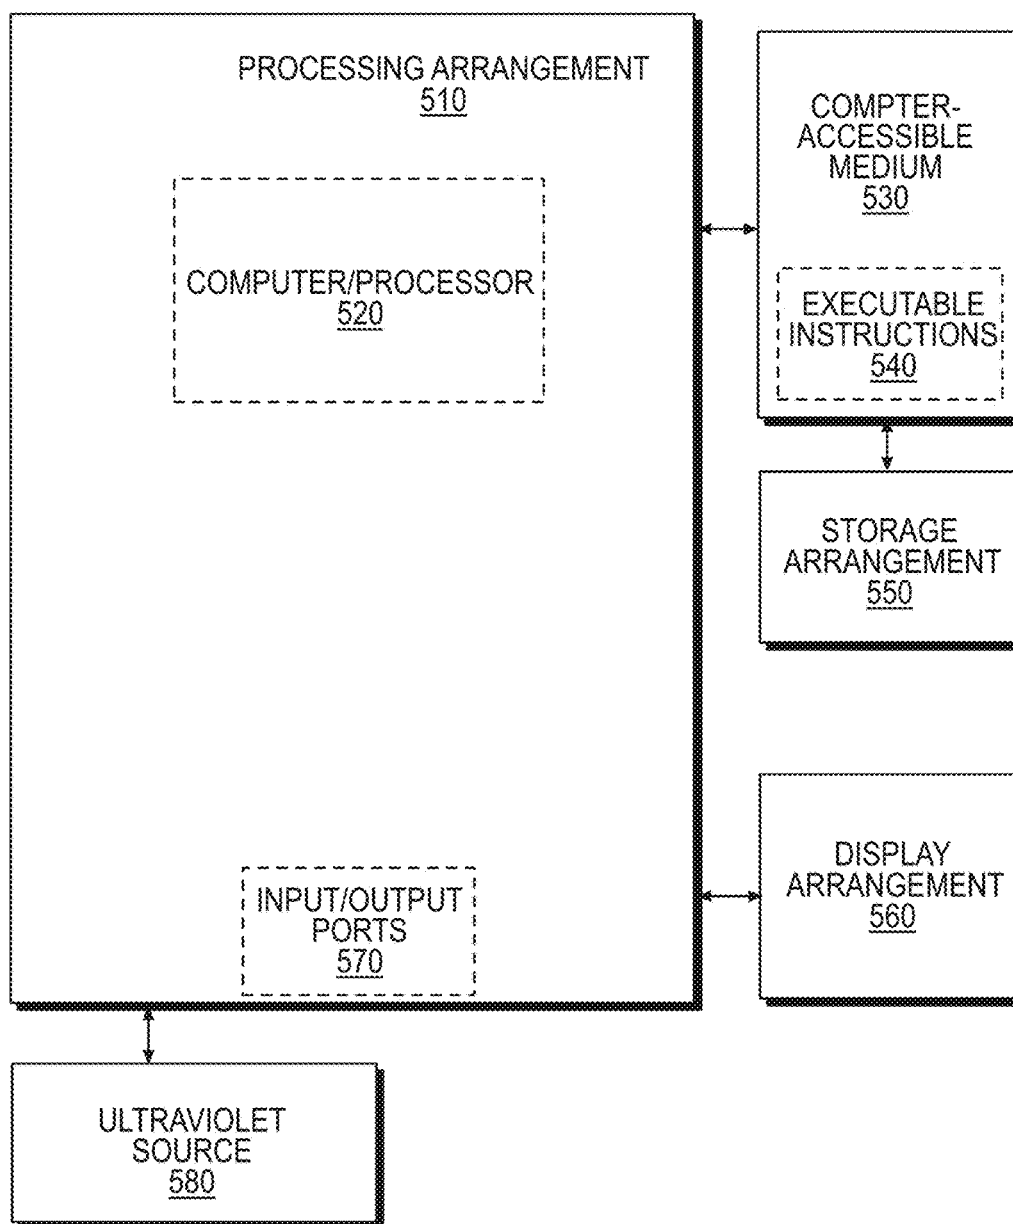 PROCESSING ARRANGEMENT
510
COMPUTER/PROCESSOR
520
INPUT/OUTPUT
PORTS
570
COMPTER-
ACCESSIBLE
MEDIUM
530
EXECUTABLE
INSTRUCTIONS
540
STORAGE
ARRANGEMENT
550
DISPLAY
ARRANGEMENT
560
ULTRAVIOLET
SOURCE
580